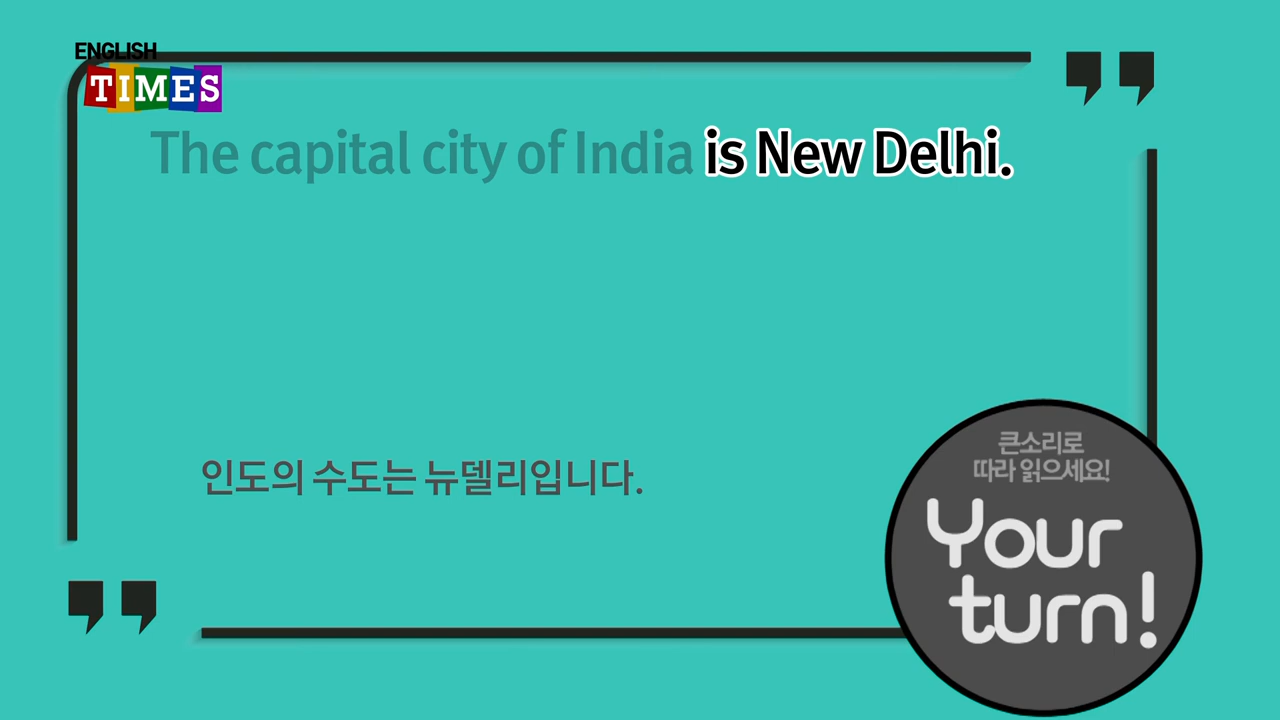 ENGLISH
TIMES
The capital city of India is New Delhi.
인도의 수도는 뉴델리입니다.
큰소리로
따라 읽으세요!
Your
turn!